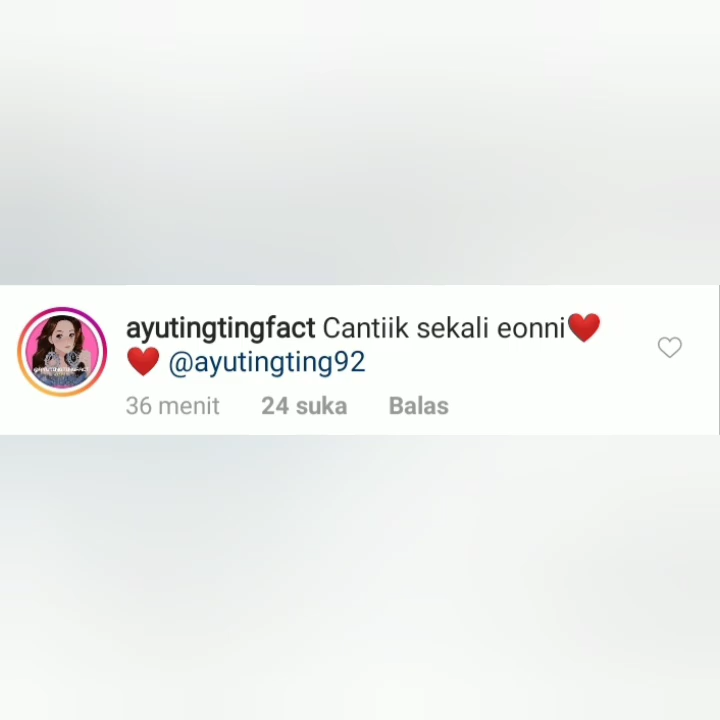 ayutingtingfact Cantiik sekali eonni❤️
❤️ @ayutingting92
36 menit 24 suka Balas